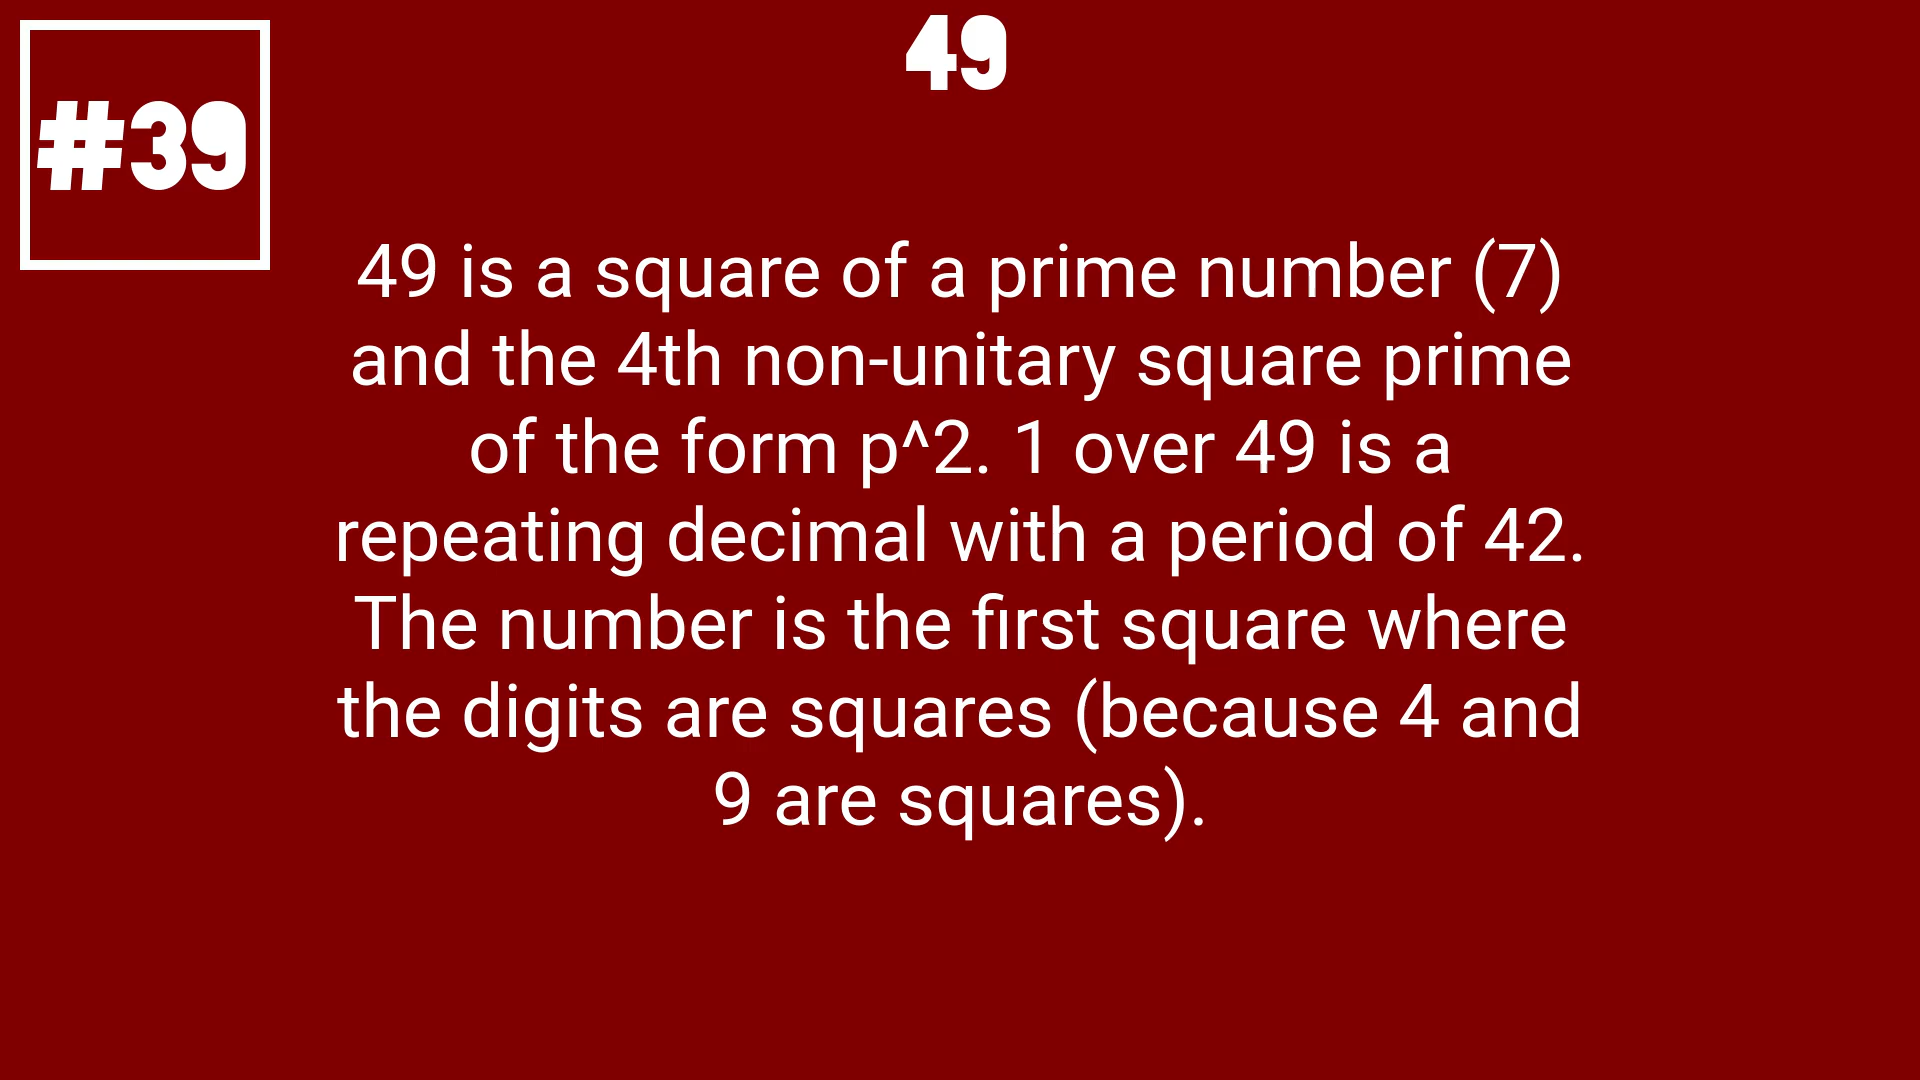 49
#39
49 is a square of a prime number (7)
and the 4th non-unitary square prime
of the form p^2. 1 over 49 is a
repeating decimal with a period of 42.
The number is the first square where
the digits are squares (because 4 and
9 are squares).